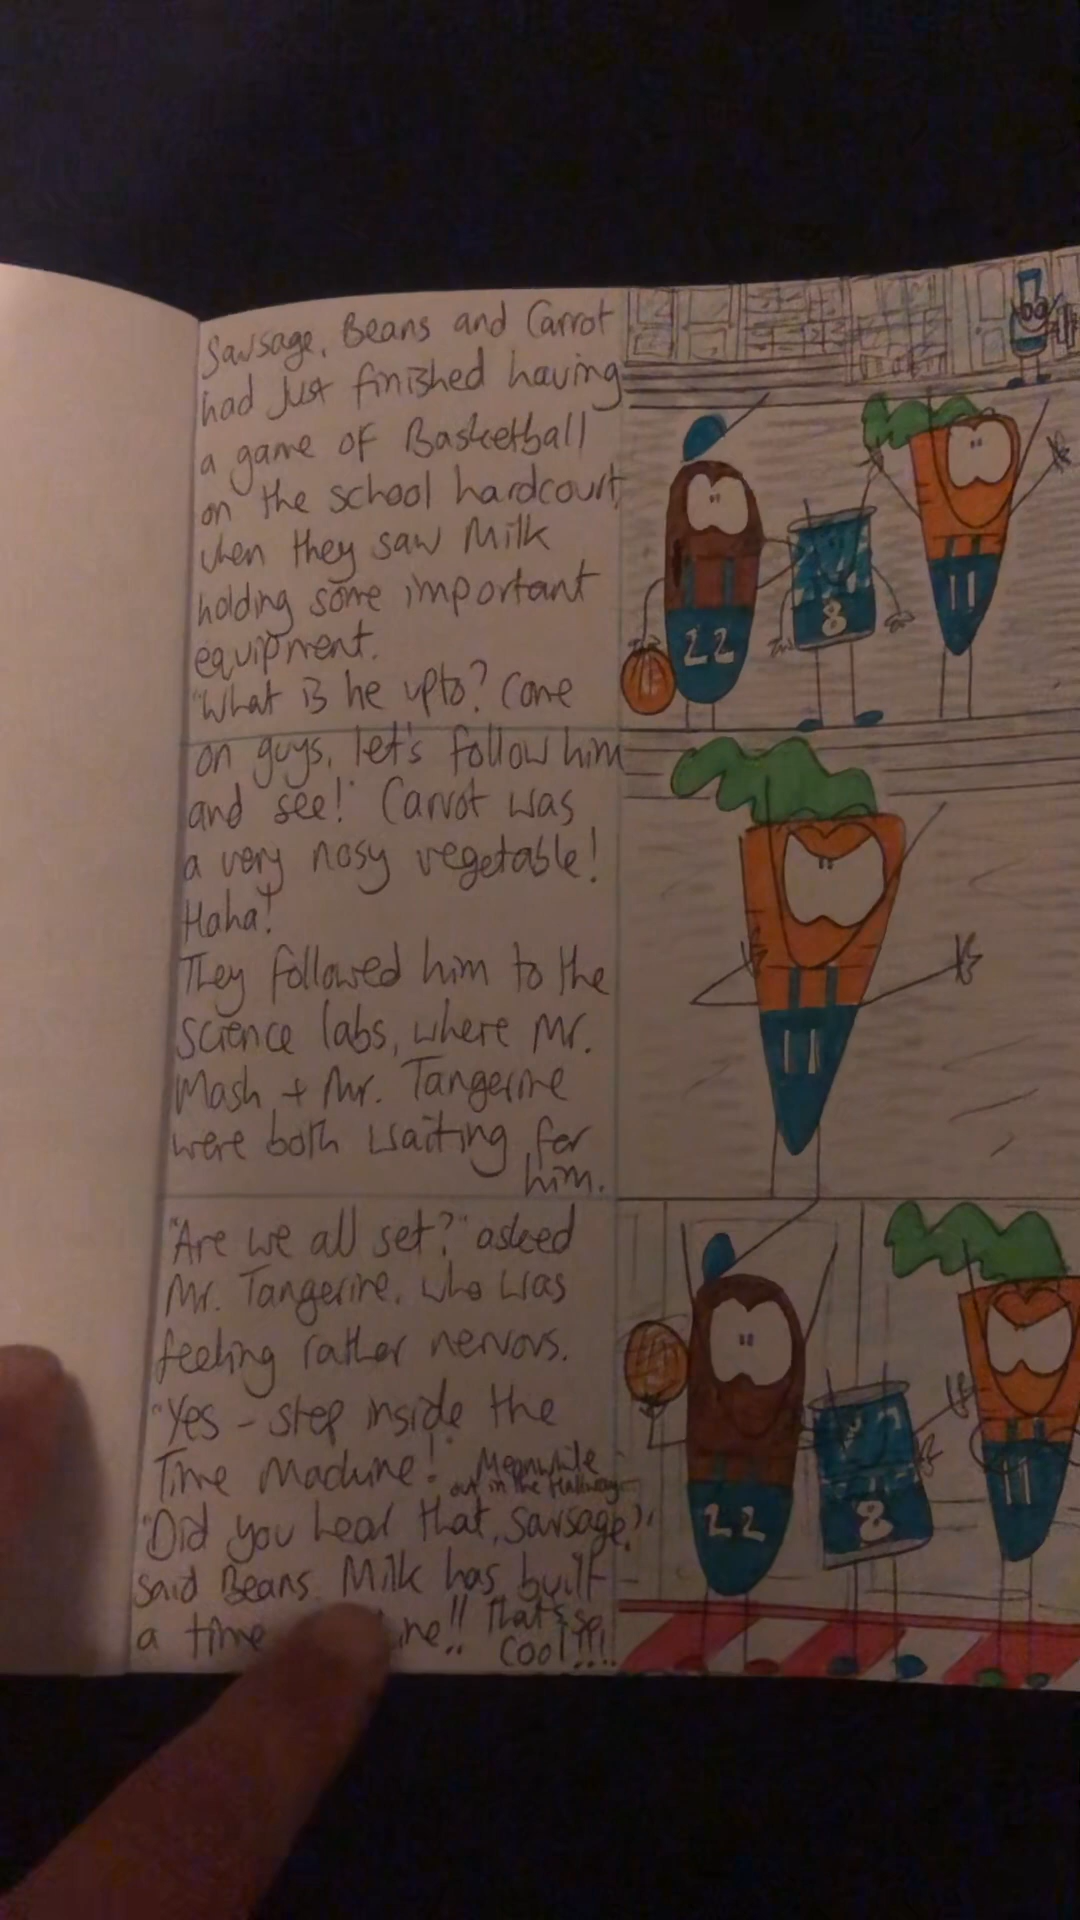 Sausage, Beans and Carrot
had just finished having
a game of Basketball
on the school hardcourt,
when they saw Milk
holding some important
equipment.
"What is he upto? Come
on guys, let's follow him
and see!" Carrot was
a very nosy vegetable!
Haha!
They followed him to the
science labs, where Mr.
Mash + Mr. Tangerine
were both waiting for
him.
"Are we all set?" asked
Mr. Tangerine, who was
feeling rather nervous.
"Yes - step inside the
Time Machine!" Meanwhile
out in the Hallway
"Did you hear that, Sausage?"
said Beans. Milk has built
a time ine!! That's so
cool!!!!
22
8
11
11
22
8
11